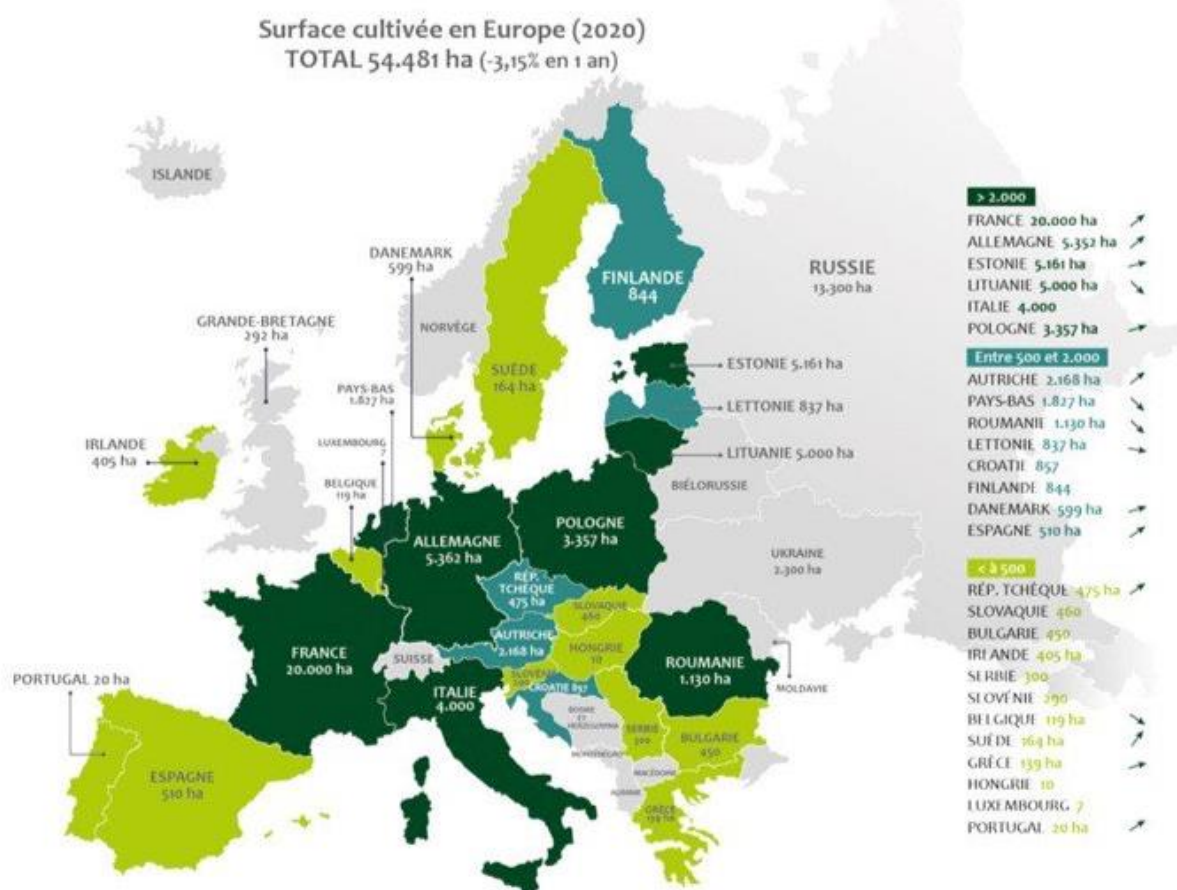 Surface cultivée en Europe (2020)
TOTAL 54.481 ha (-3,15% en 1 an)
ISLANDE
DANEMARK
599 ha
FINLANDE
844
RUSSIE
13.300 ha
NORVÈGE
GRANDE-BRETAGNE
292 ha
SUÈDE
164 ha
ESTONIE 5.161 ha
PAYS-BAS
1.827 ha
LETTONIE 837 ha
IRLANDE
405 ha
LUXEMBOURG
7
LITUANIE 5.000 ha
BELGIQUE
119 ha
BIÉLORUSSIE
POLOGNE
3.357 ha
ALLEMAGNE
5.362 ha
UKRAINE
2.300 ha
RÉP.
TCHÈQUE
475 ha
SLOVAQUIE
460
AUTRICHE
2.168 ha
HONGRIE
10
FRANCE
20.000 ha
SUISSE
ROUMANIE
1.130 ha
MOLDAVIE
PORTUGAL 20 ha
SLOVÉNIE
CROATIE 857
ITALIE
4.000
BOSNIE
ET
HERZÉGOVINA
SERBIE
300
BULGARIE
450
MONTÉNÉGRO
MACÉDOINE
ALBANIE
ESPAGNE
510 ha
GRÈCE
139 ha
> 2.000
FRANCE 20.000 ha
ALLEMAGNE 5.352 ha
ESTONIE 5.161 ha
LITUANIE 5.000 ha
ITALIE 4.000
POLOGNE 3.357 ha
Entre 500 et 2.000
AUTRICHE 2.168 ha
PAYS-BAS 1.827 ha
ROUMANIE 1.130 ha
LETTONIE 837 ha
CROATIE 857
FINLANDE 844
DANEMARK 599 ha
ESPAGNE 510 ha
< à 500
RÉP. TCHÈQUE 475 ha
SLOVAQUIE 460
BULGARIE 450
IRLANDE 405 ha
SERBIE 300
SLOVÉNIE 290
BELGIQUE 119 ha
SUÈDE 164 ha
GRÈCE 139 ha
HONGRIE 10
LUXEMBOURG 7
PORTUGAL 20 ha